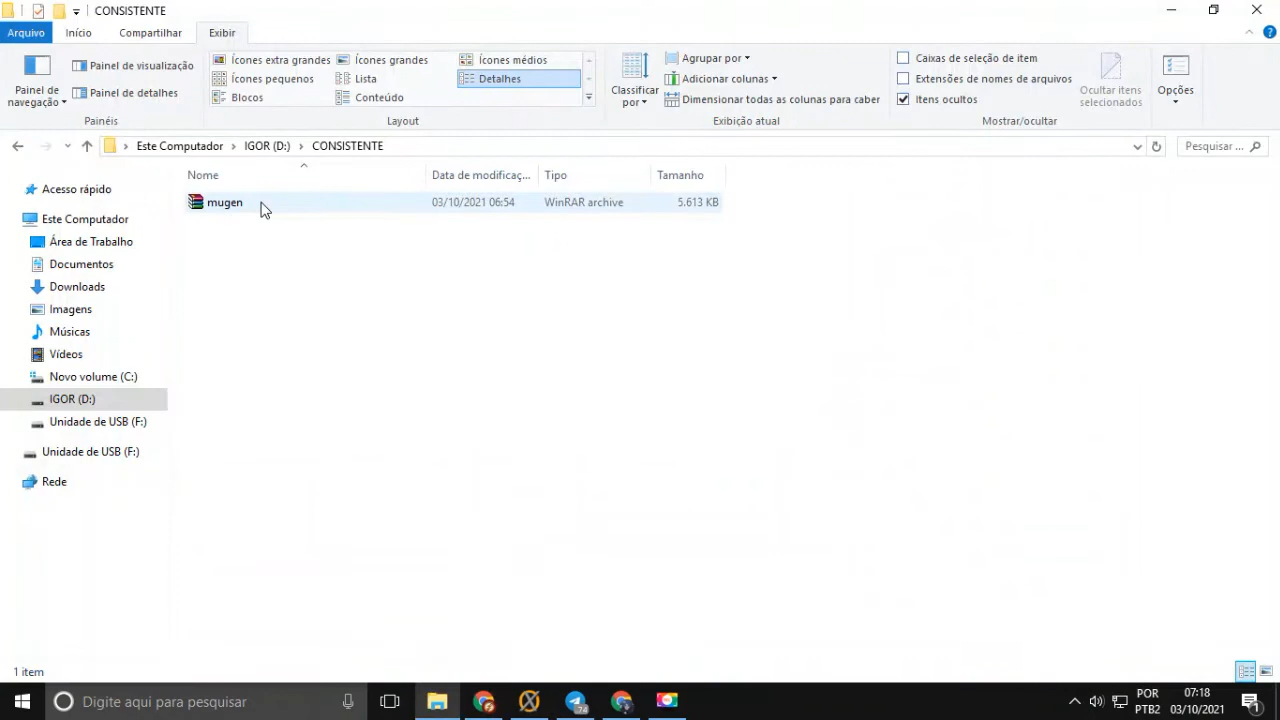 CONSISTENTE
Arquivo Início Compartilhar Exibir
Painel de navegação
Painel de visualização
Painel de detalhes
Painéis
Ícones extra grandes Ícones grandes Ícones médios
Ícones pequenos Lista Detalhes
Blocos Conteúdo
Layout
Classificar por
Agrupar por
Adicionar colunas
Dimensionar todas as colunas para caber
Exibição atual
Caixas de seleção de item
Extensões de nomes de arquivos
Itens ocultos
Ocultar itens selecionados
Mostrar/ocultar
Opções
Este Computador IGOR (D:) CONSISTENTE
Pesquisar ...
Nome Data de modificaç... Tipo Tamanho
mugen 03/10/2021 06:54 WinRAR archive 5.613 KB
Acesso rápido
Este Computador
Área de Trabalho
Documentos
Downloads
Imagens
Músicas
Vídeos
Novo volume (C:)
IGOR (D:)
Unidade de USB (F:)
Unidade de USB (F:)
Rede
1 item
Digite aqui para pesquisar
74
POR
PTB2
07:18
03/10/2021
1